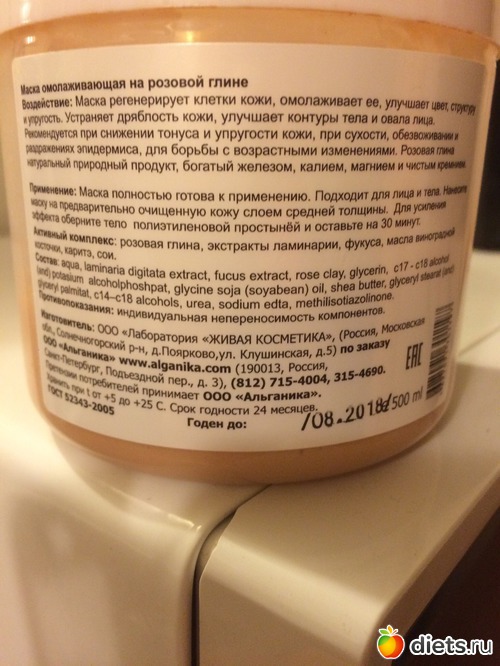 Маска омолаживающая на розовой глине
Воздействие: Маска регенерирует клетки кожи, омолаживает ее, улучшает цвет, структуру
и упругость. Устраняет дряблость кожи, улучшает контуры тела и овала лица.
Рекомендуется при снижении тонуса и упругости кожи, при сухости, обезвоживании и
раздражениях эпидермиса, для борьбы с возрастными изменениями. Розовая глина
натуральный природный продукт, богатый железом, калием, магнием и чистым кремнием.
Применение: Маска полностью готова к применению. Подходит для лица и тела. Нанесите
маску на предварительно очищенную кожу слоем средней толщины. Для усиления
эффекта оберните тело полиэтиленовой простынёй и оставьте на 30 минут.
Активный комплекс: розовая глина, экстракты ламинарии, фукуса, масла виноградной
косточки, каритэ, сои.
Состав: aqua, laminaria digitata extract, fucus extract, rose clay, glycerin, c17 - c18 alcohol
(and) potasium alcoholphoshpat, glycine soja (soyabean) oil, shea butter, glyceryl stearat (and)
glyceryl palmitat, c14-c18 alcohols, urea, sodium edta, methilisotiazolinone.
Противопоказания: индивидуальная непереносимость компонентов.
Изготовитель: ООО «Лаборатория «ЖИВАЯ КОСМЕТИКА», (Россия, Московская
обл., Солнечногорский р-н, д.Поярково,ул. Клушинская, д.5) по заказу
ООО «Альганика» www.alganika.com (190013, Россия,
Санкт-Петербург, Подъездной пер., д. 3), (812) 715-4004, 315-4690.
Претензии потребителей принимает ООО «Альганика».
Хранить при t от +5 до +25 С. Срок годности 24 месяцев.
ГОСТ 52343-2005
Годен до: /08.2018г
500 ml
EAC
diets.ru